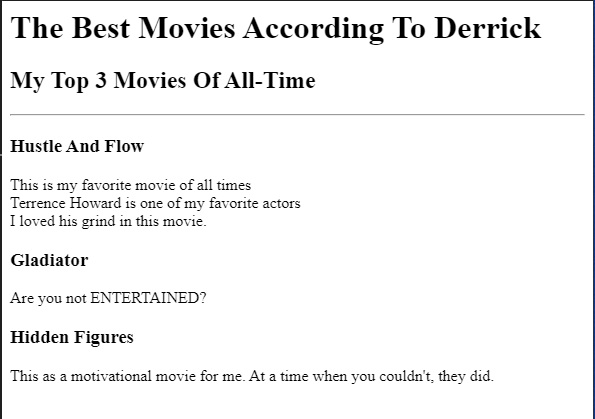 The Best Movies According To Derrick
My Top 3 Movies Of All-Time
Hustle And Flow
This is my favorite movie of all times
Terrence Howard is one of my favorite actors
I loved his grind in this movie.
Gladiator
Are you not ENTERTAINED?
Hidden Figures
This as a motivational movie for me. At a time when you couldn't, they did.